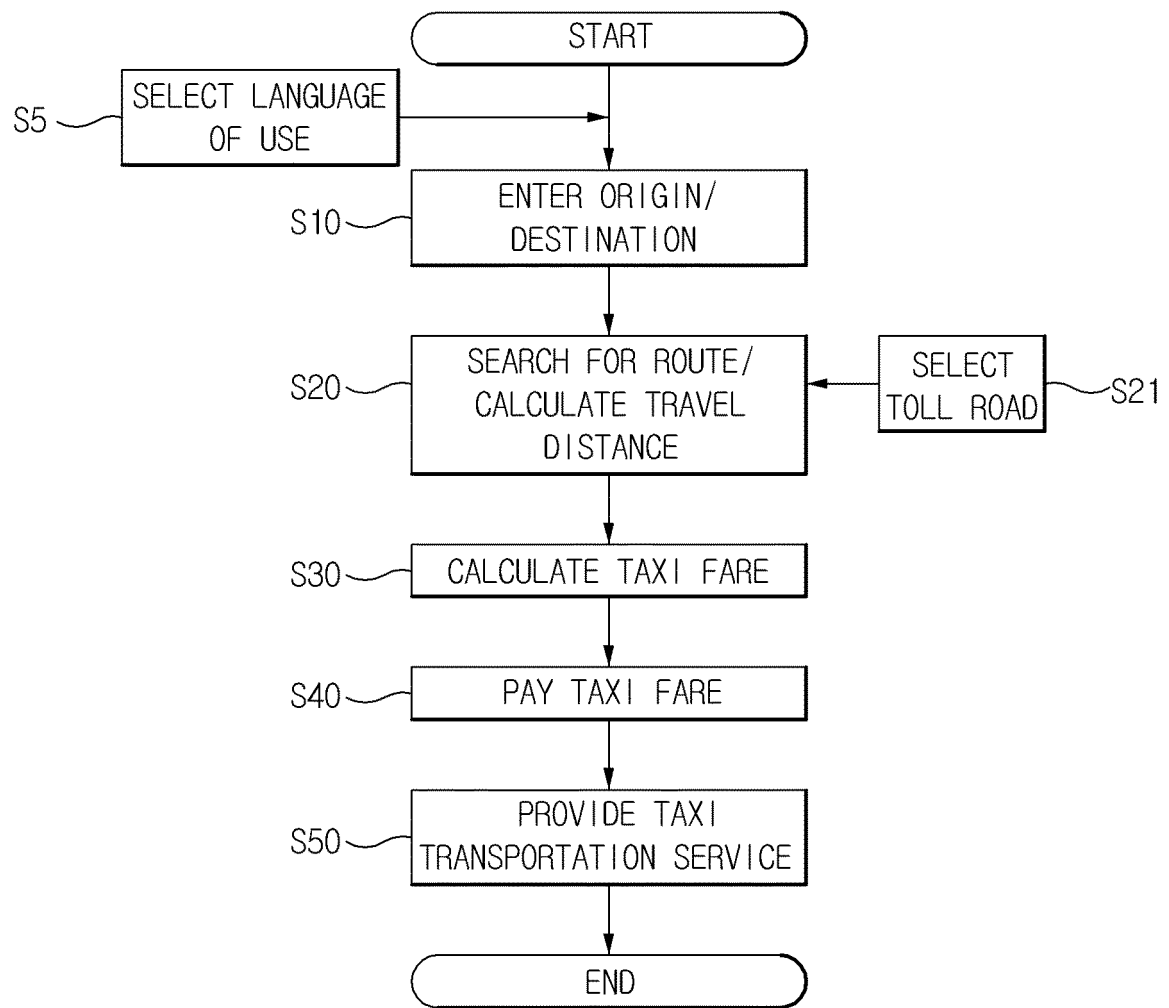 START
S5
SELECT LANGUAGE
OF USE
S10
ENTER ORIGIN/
DESTINATION
S20
SEARCH FOR ROUTE/
CALCULATE TRAVEL
DISTANCE
SELECT
TOLL ROAD
S21
S30
CALCULATE TAXI FARE
S40
PAY TAXI FARE
S50
PROVIDE TAXI
TRANSPORTATION SERVICE
END